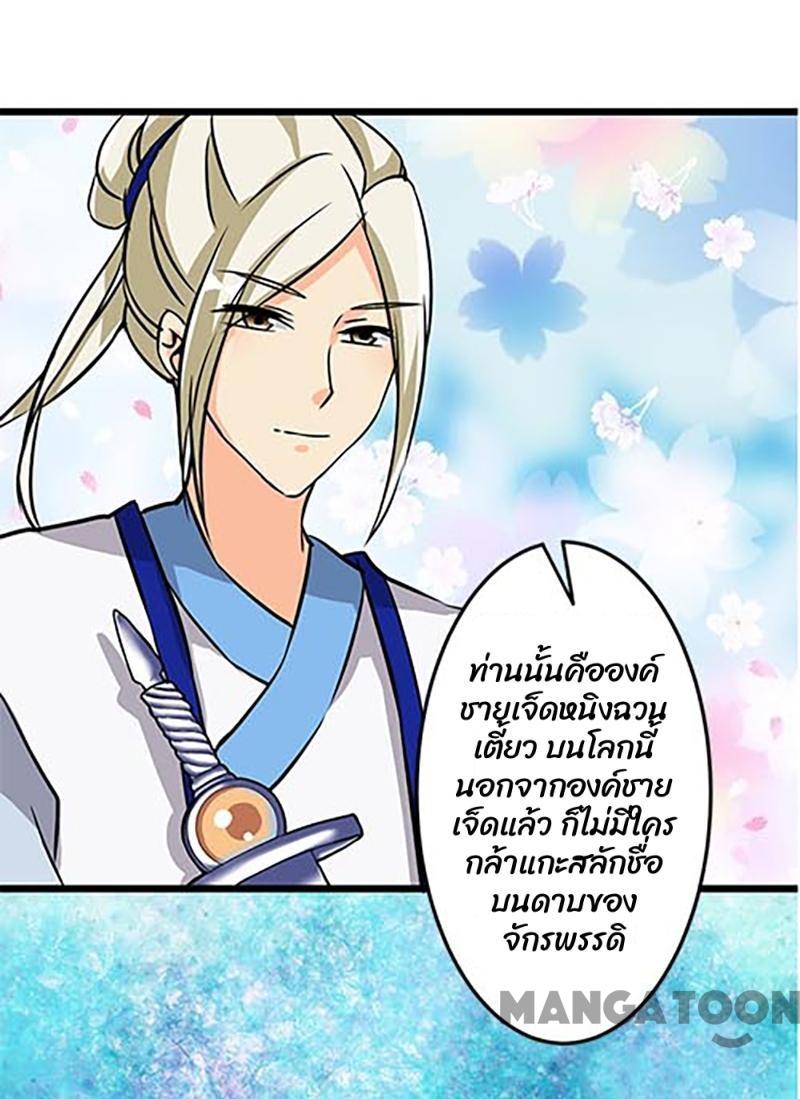 ท่านนั้นคือองค์
ชายเจ็ดหนิงฉวน
เตี้ยว บนโลกนี้
นอกจากองค์ชาย
เจ็ดแล้ว ก็ไม่มีใคร
กล้าแกะสลักชื่อ
บนดาบของ
จักรพรรดิ
MANGATOON